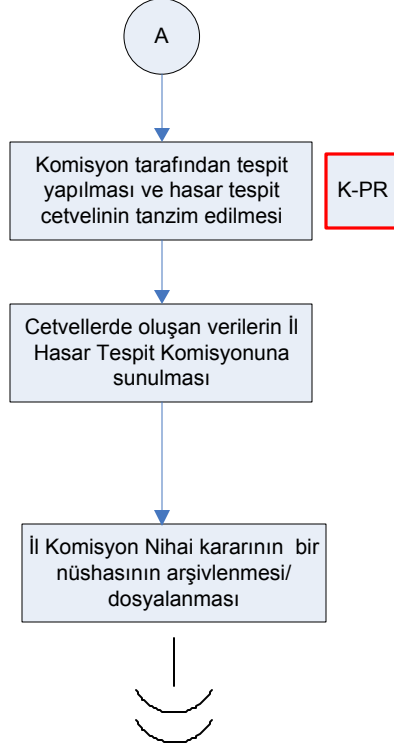 A
Komisyon tarafından tespit
yapılması ve hasar tespit
cetvelinin tanzim edilmesi
K-PR
Cetvellerde oluşan verilerin İl
Hasar Tespit Komisyonuna
sunulması
İl Komisyon Nihai kararının bir
nüshasının arşivlenmesi/
dosyalanması